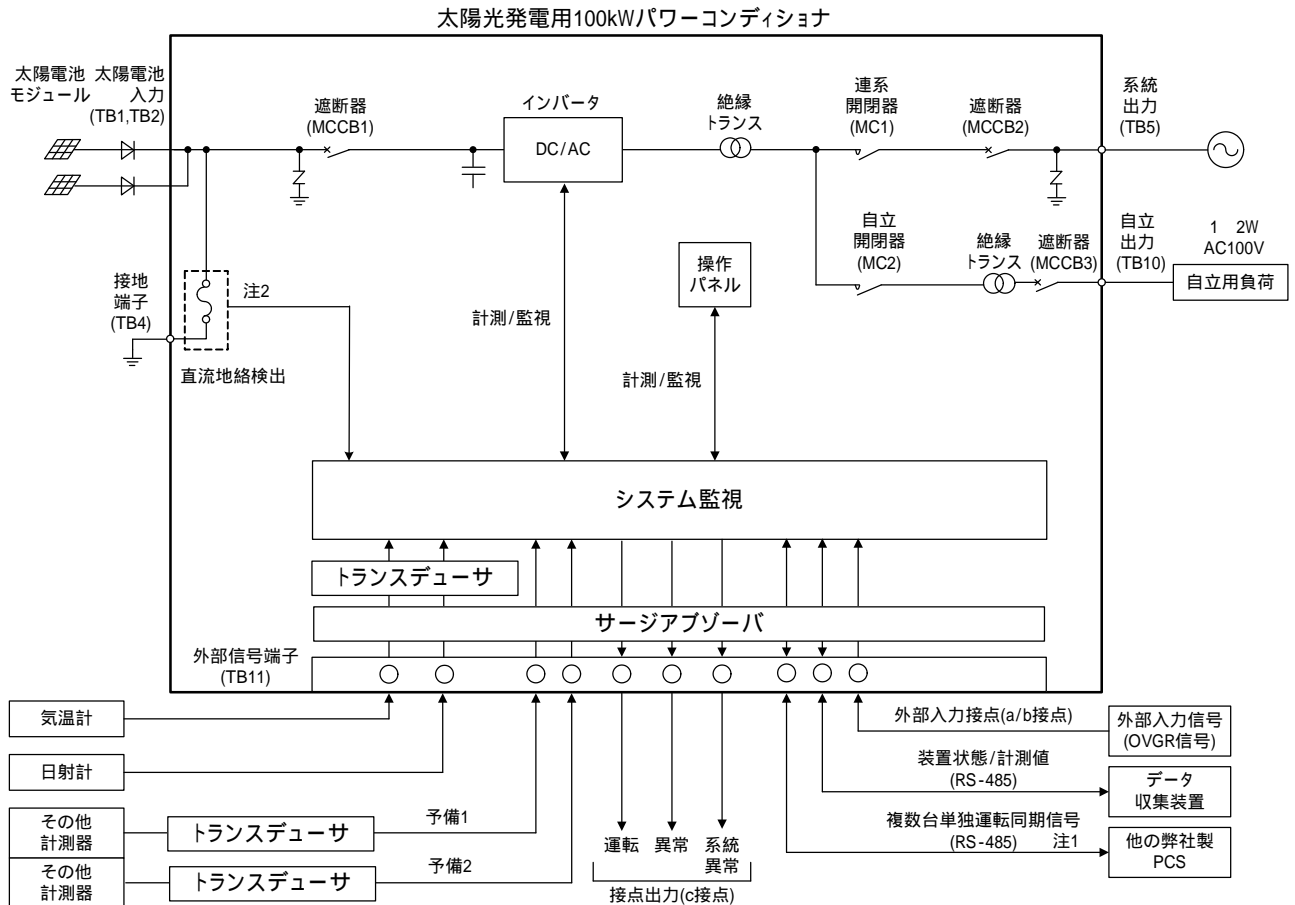 太陽光発電用100kWパワーコンディショナ
太陽電池
モジュール
太陽電池
入力
(TB1,TB2)
遮断器
(MCCB1)
インバータ
DC/AC
絶縁
トランス
連系
開閉器
(MC1)
遮断器
(MCCB2)
系統
出力
(TB5)
自立
開閉器
(MC2)
絶縁
トランス
遮断器
(MCCB3)
自立
出力
(TB10)
1 2W
AC100V
自立用負荷
接地
端子
(TB4)
注2
直流地絡検出
計測/監視
操作
パネル
計測/監視
システム監視
トランスデューサ
サージアブゾーバ
外部信号端子
(TB11)
気温計
日射計
その他
計測器
トランスデューサ
予備1
その他
計測器
トランスデューサ
予備2
運転
異常
系統
異常
接点出力(c接点)
外部入力接点(a/b接点)
外部入力信号
(OVGR信号)
装置状態/計測値
(RS-485)
データ
収集装置
複数台単独運転同期信号
(RS-485) 注1
他の弊社製
PCS